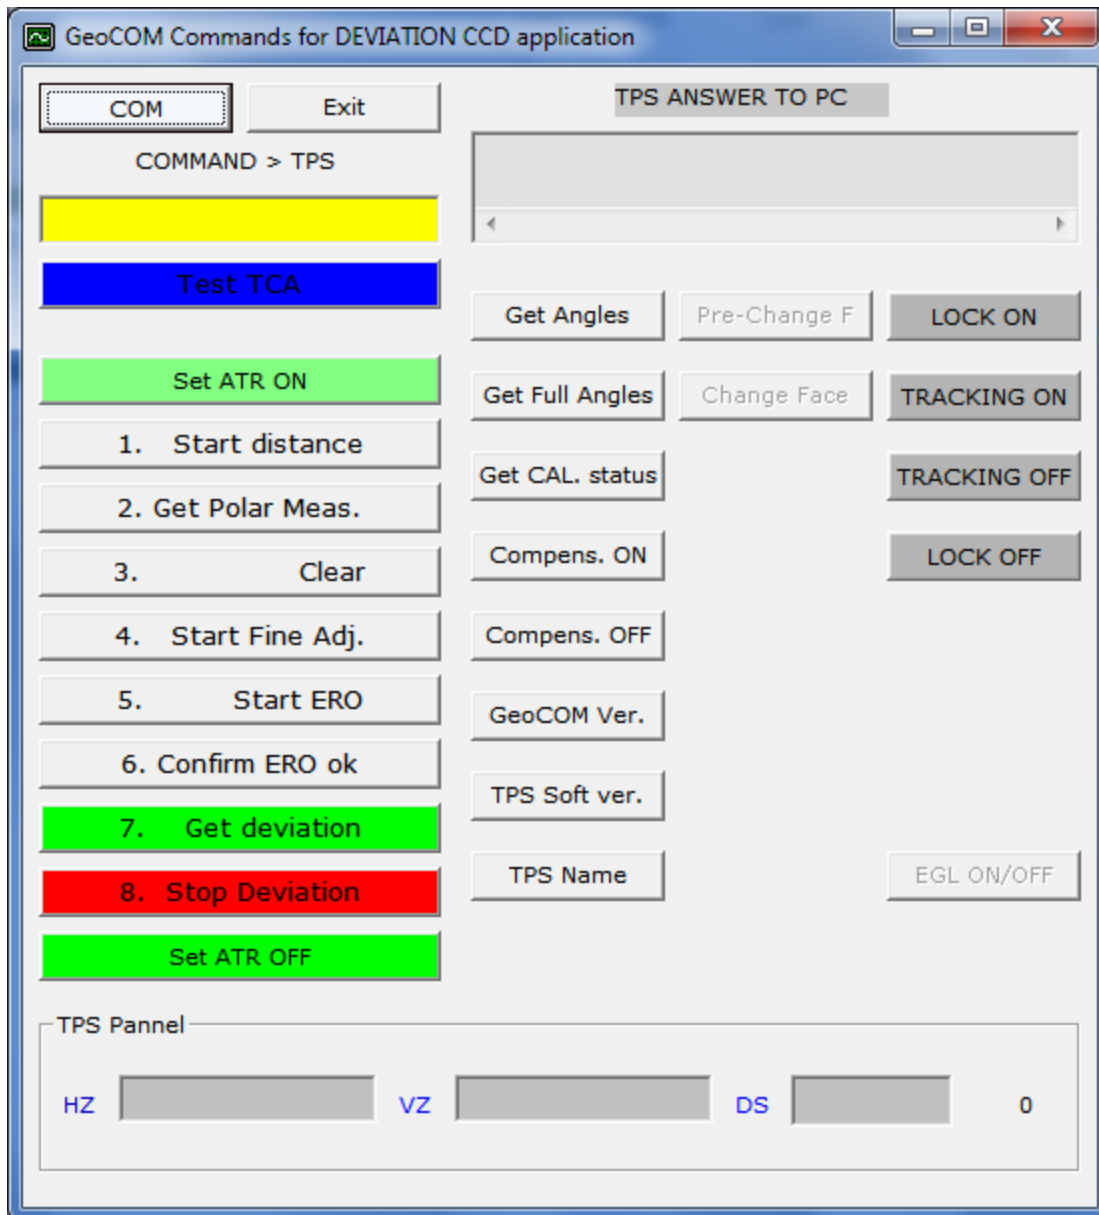 GeoCOM Commands for DEVIATION CCD application
COM
Exit
COMMAND > TPS
TPS ANSWER TO PC
Test TCA
Set ATR ON
1. Start distance
2. Get Polar Meas.
3. Clear
4. Start Fine Adj.
5. Start ERO
6. Confirm ERO ok
7. Get deviation
8. Stop Deviation
Set ATR OFF
Get Angles
Pre-Change F
LOCK ON
Get Full Angles
Change Face
TRACKING ON
Get CAL. status
TRACKING OFF
Compens. ON
LOCK OFF
Compens. OFF
GeoCOM Ver.
TPS Soft ver.
TPS Name
EGL ON/OFF
TPS Pannel
HZ
VZ
DS
0